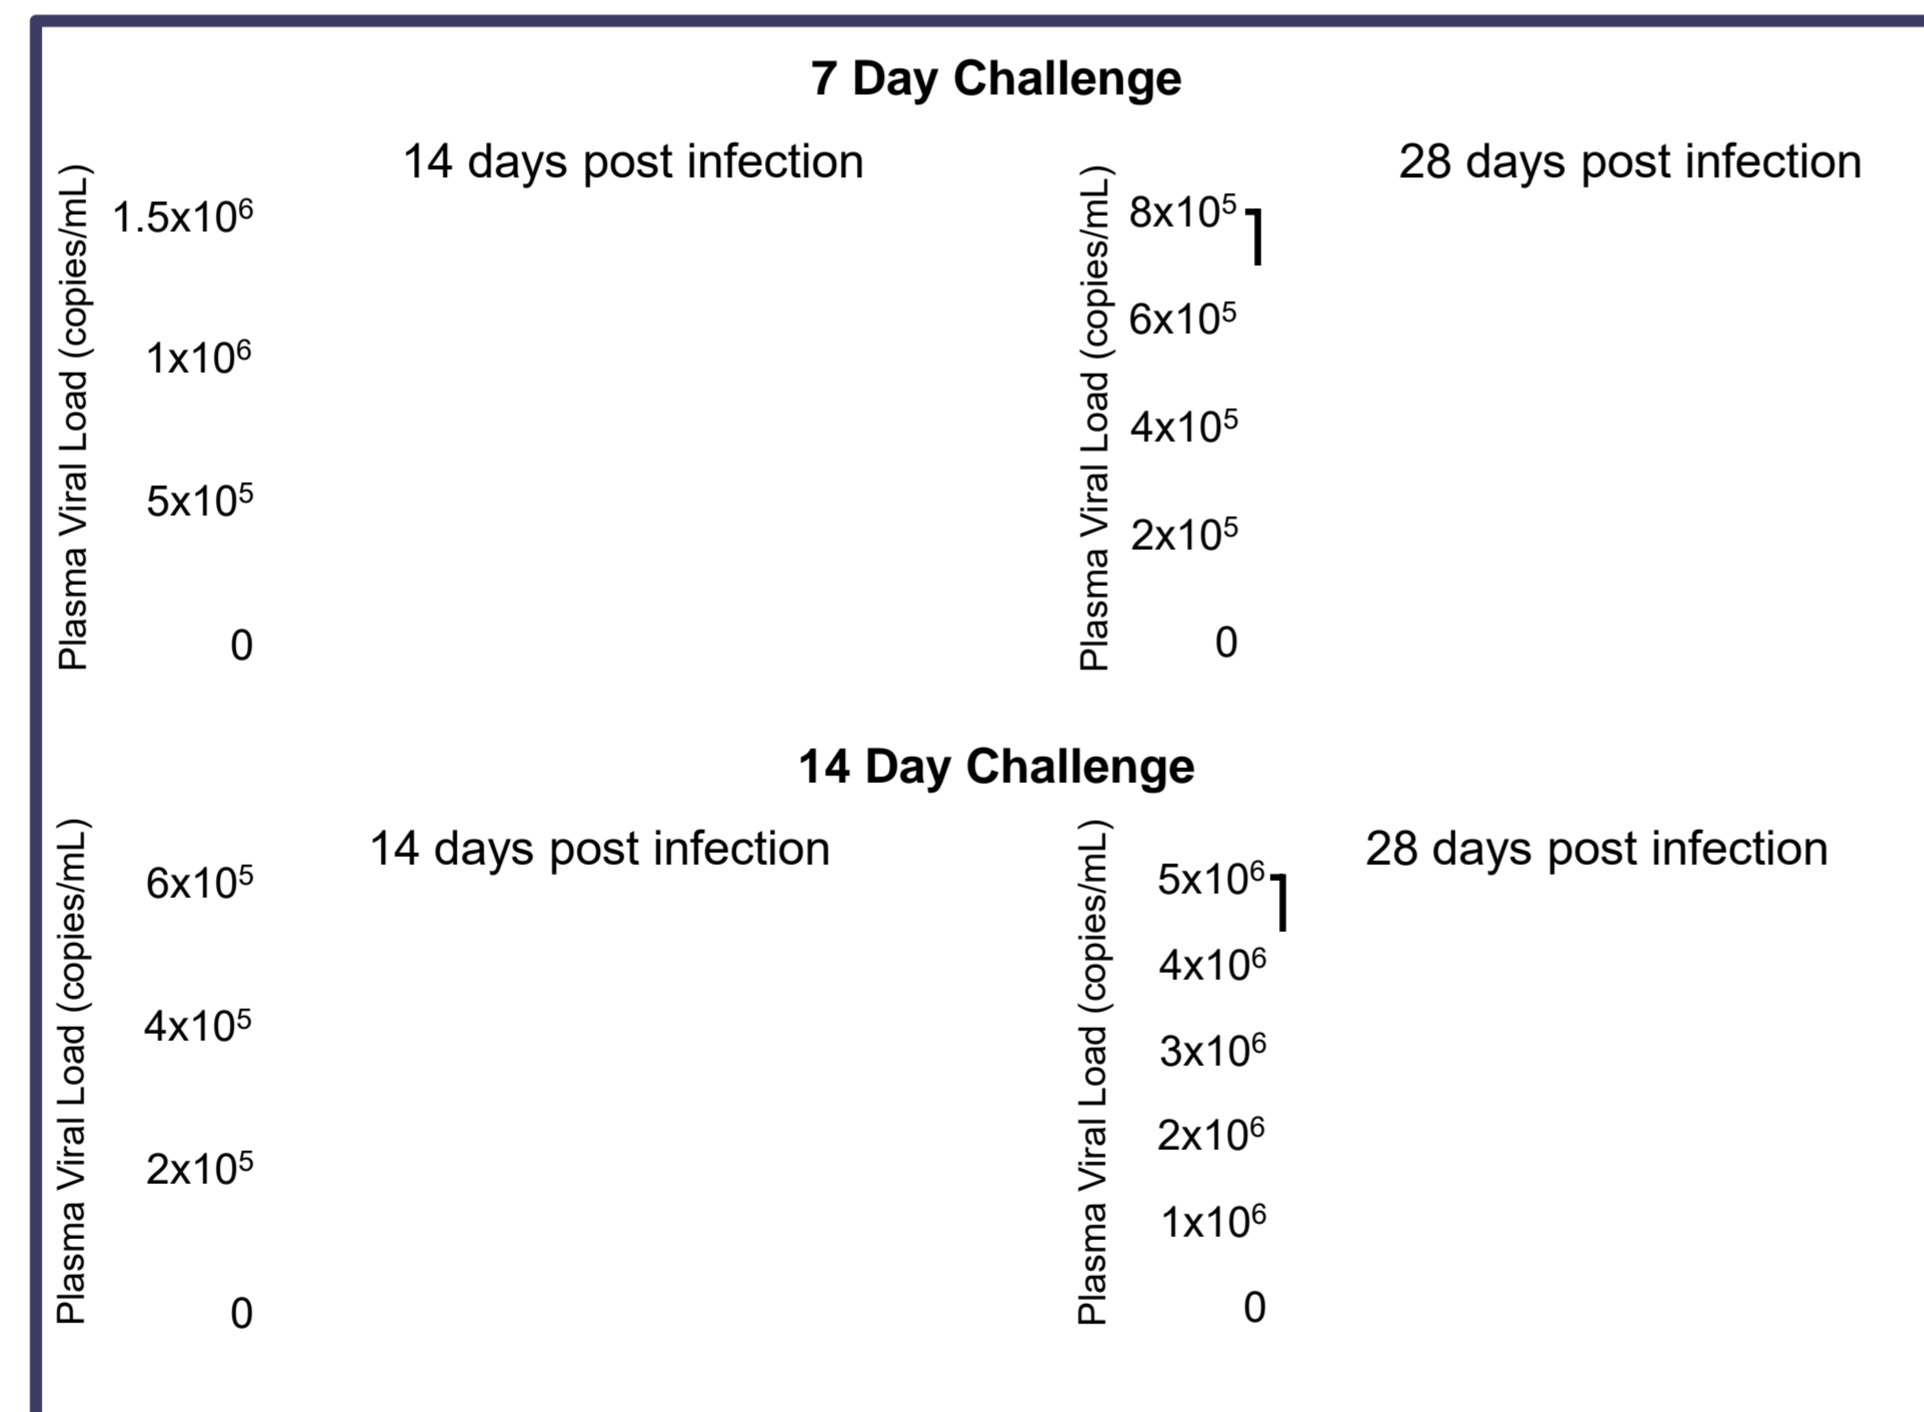 7 Day Challenge
14 days post infection
Plasma Viral Load (copies/mL)
1.5x10⁶
1x10⁶
5x10⁵
0
28 days post infection
Plasma Viral Load (copies/mL)
8x10⁵
6x10⁵
4x10⁵
2x10⁵
0
14 Day Challenge
14 days post infection
Plasma Viral Load (copies/mL)
6x10⁵
4x10⁵
2x10⁵
0
28 days post infection
Plasma Viral Load (copies/mL)
5x10⁶
4x10⁶
3x10⁶
2x10⁶
1x10⁶
0